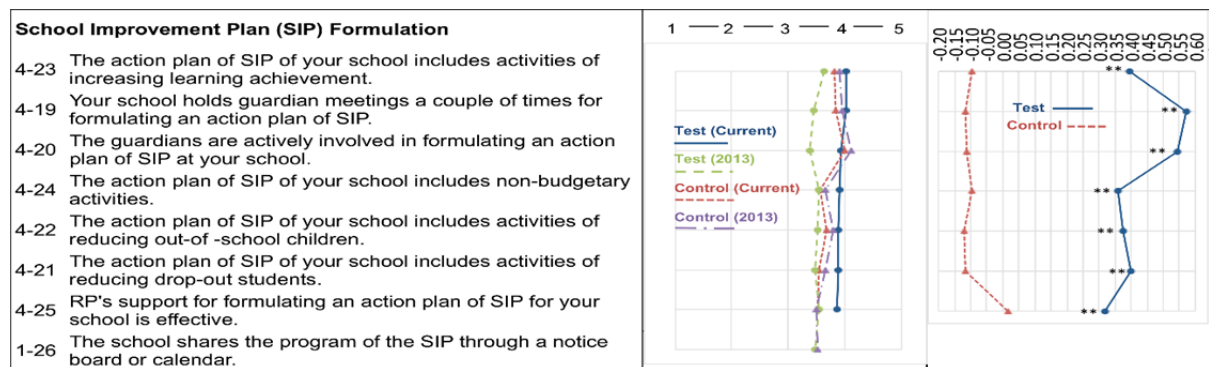 School Improvement Plan (SIP) Formulation
4-23 The action plan of SIP of your school includes activities of
increasing learning achievement.
4-19 Your school holds guardian meetings a couple of times for
formulating an action plan of SIP.
4-20 The guardians are actively involved in formulating an action
plan of SIP at your school.
4-24 The action plan of SIP of your school includes non-budgetary
activities.
4-22 The action plan of SIP of your school includes activities of
reducing out-of -school children.
4-21 The action plan of SIP of your school includes activities of
reducing drop-out students.
4-25 RP's support for formulating an action plan of SIP for your
school is effective.
1-26 The school shares the program of the SIP through a notice
board or calendar.
1 — 2 — 3 — 4 — 5
Test (Current)
Test (2013)
Control (Current)
Control (2013)
-0.20 -0.15 -0.10 -0.05 0.00 0.05 0.10 0.15 0.20 0.25 0.30 0.35 0.40 0.45 0.50 0.55 0.60
**
Test
**
Control
**
**
**
**
**